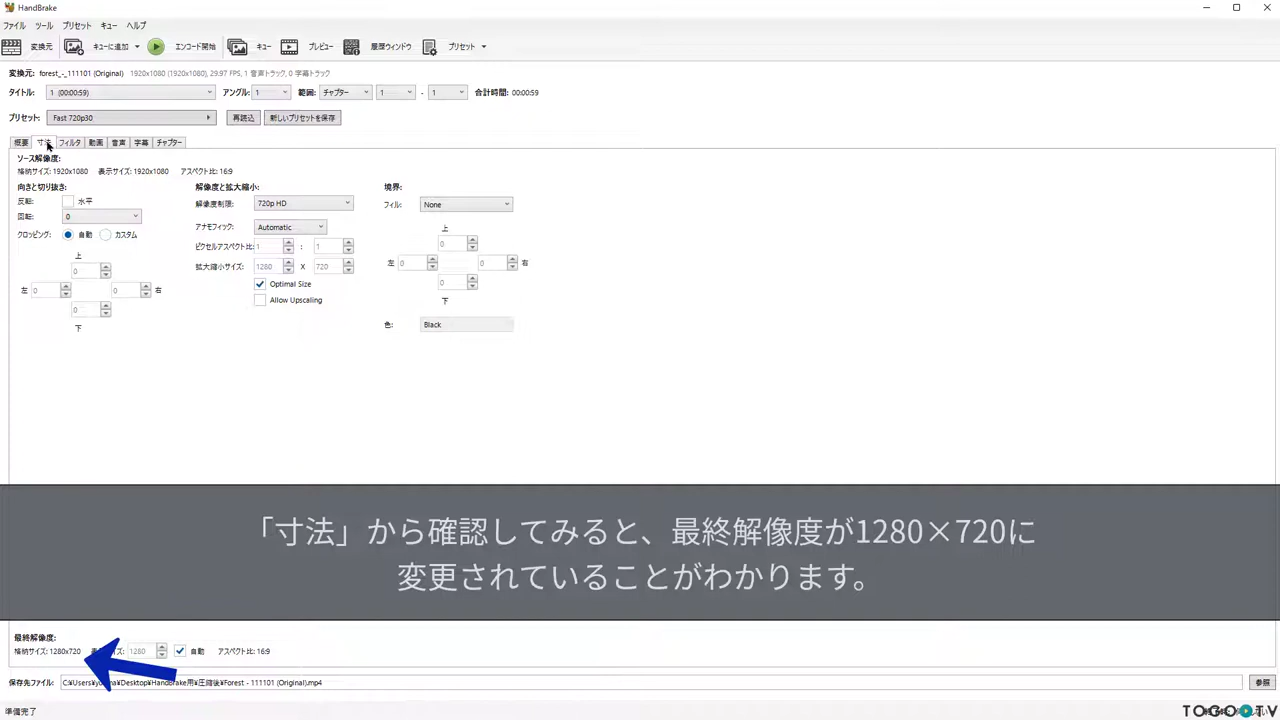 HandBrake
ファイル ツール プリセット キュー ヘルプ
変換元 キューに追加 エンコード開始 キュー プレビュー 履歴ウィンドウ プリセット
変換元: forest_-_111101 (Original) 1920x1080 (1920x1080), 29.97 FPS, 1 音声トラック, 0 字幕トラック
タイトル: 1 (00:00:59) アングル: 1 範囲: チャプター 1 - 1 合計時間: 00:00:59
プリセット: Fast 720p30 再読込 新しいプリセットを保存
概要 寸法 フィルタ 動画 音声 字幕 チャプター
ソース解像度:
格納サイズ: 1920x1080 表示サイズ: 1920x1080 アスペクト比: 16:9
向きと切り抜き: 解像度と拡大縮小: 境界:
反転: 水平 解像度制限: 720p HD フィル: None
回転: 0
アナモフィック: Automatic 上
クロッピング: 自動 カスタム
ピクセルアスペクト比: 1 : 1 0
上
拡大縮小サイズ: 1280 X 720 左 0 0 右
0
Optimal Size 0
左 0 0 右
Allow Upscaling 下
0
下 色: Black
「寸法」から確認してみると、最終解像度が1280×720に
変更されていることがわかります。
最終解像度:
格納サイズ: 1280x720 1280 自動 アスペクト比: 16:9
保存先ファイル: 参照
準備完了
TOGOOTV